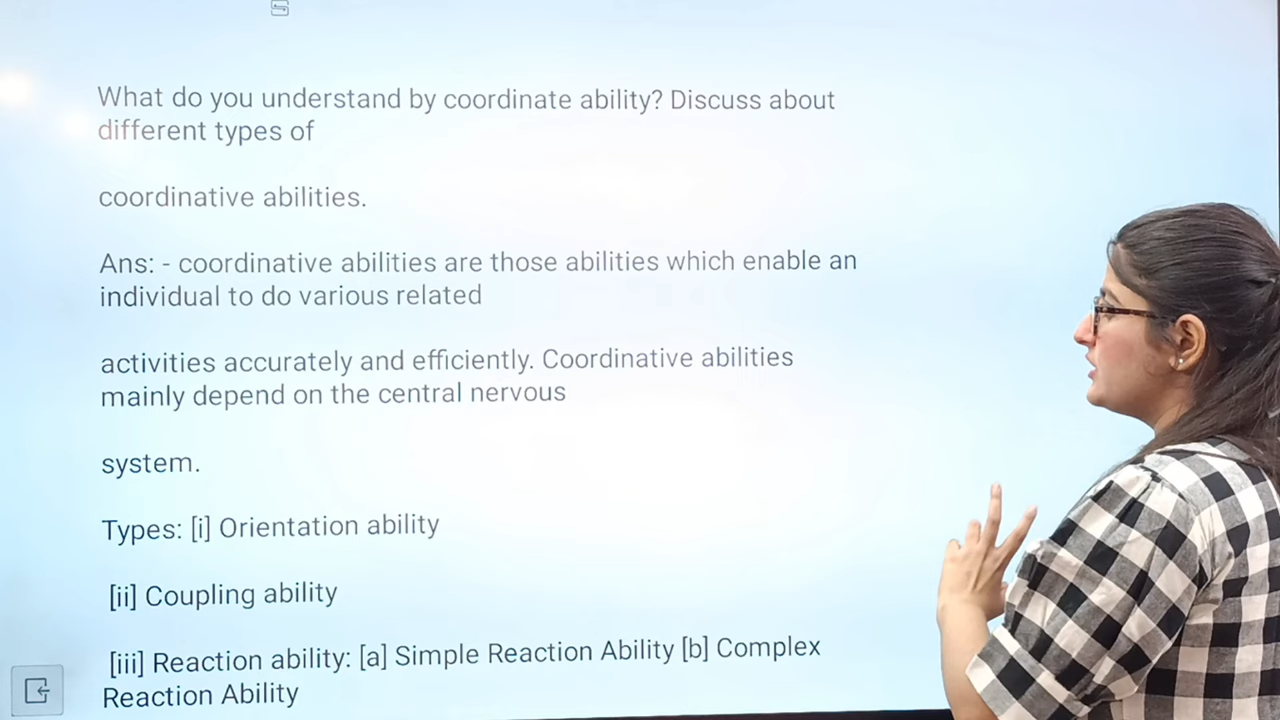 What do you understand by coordinate ability? Discuss about
different types of
coordinative abilities.
Ans: - coordinative abilities are those abilities which enable an
individual to do various related
activities accurately and efficiently. Coordinative abilities
mainly depend on the central nervous
system.
Types: [i] Orientation ability
[ii] Coupling ability
[iii] Reaction ability: [a] Simple Reaction Ability [b] Complex
Reaction Ability